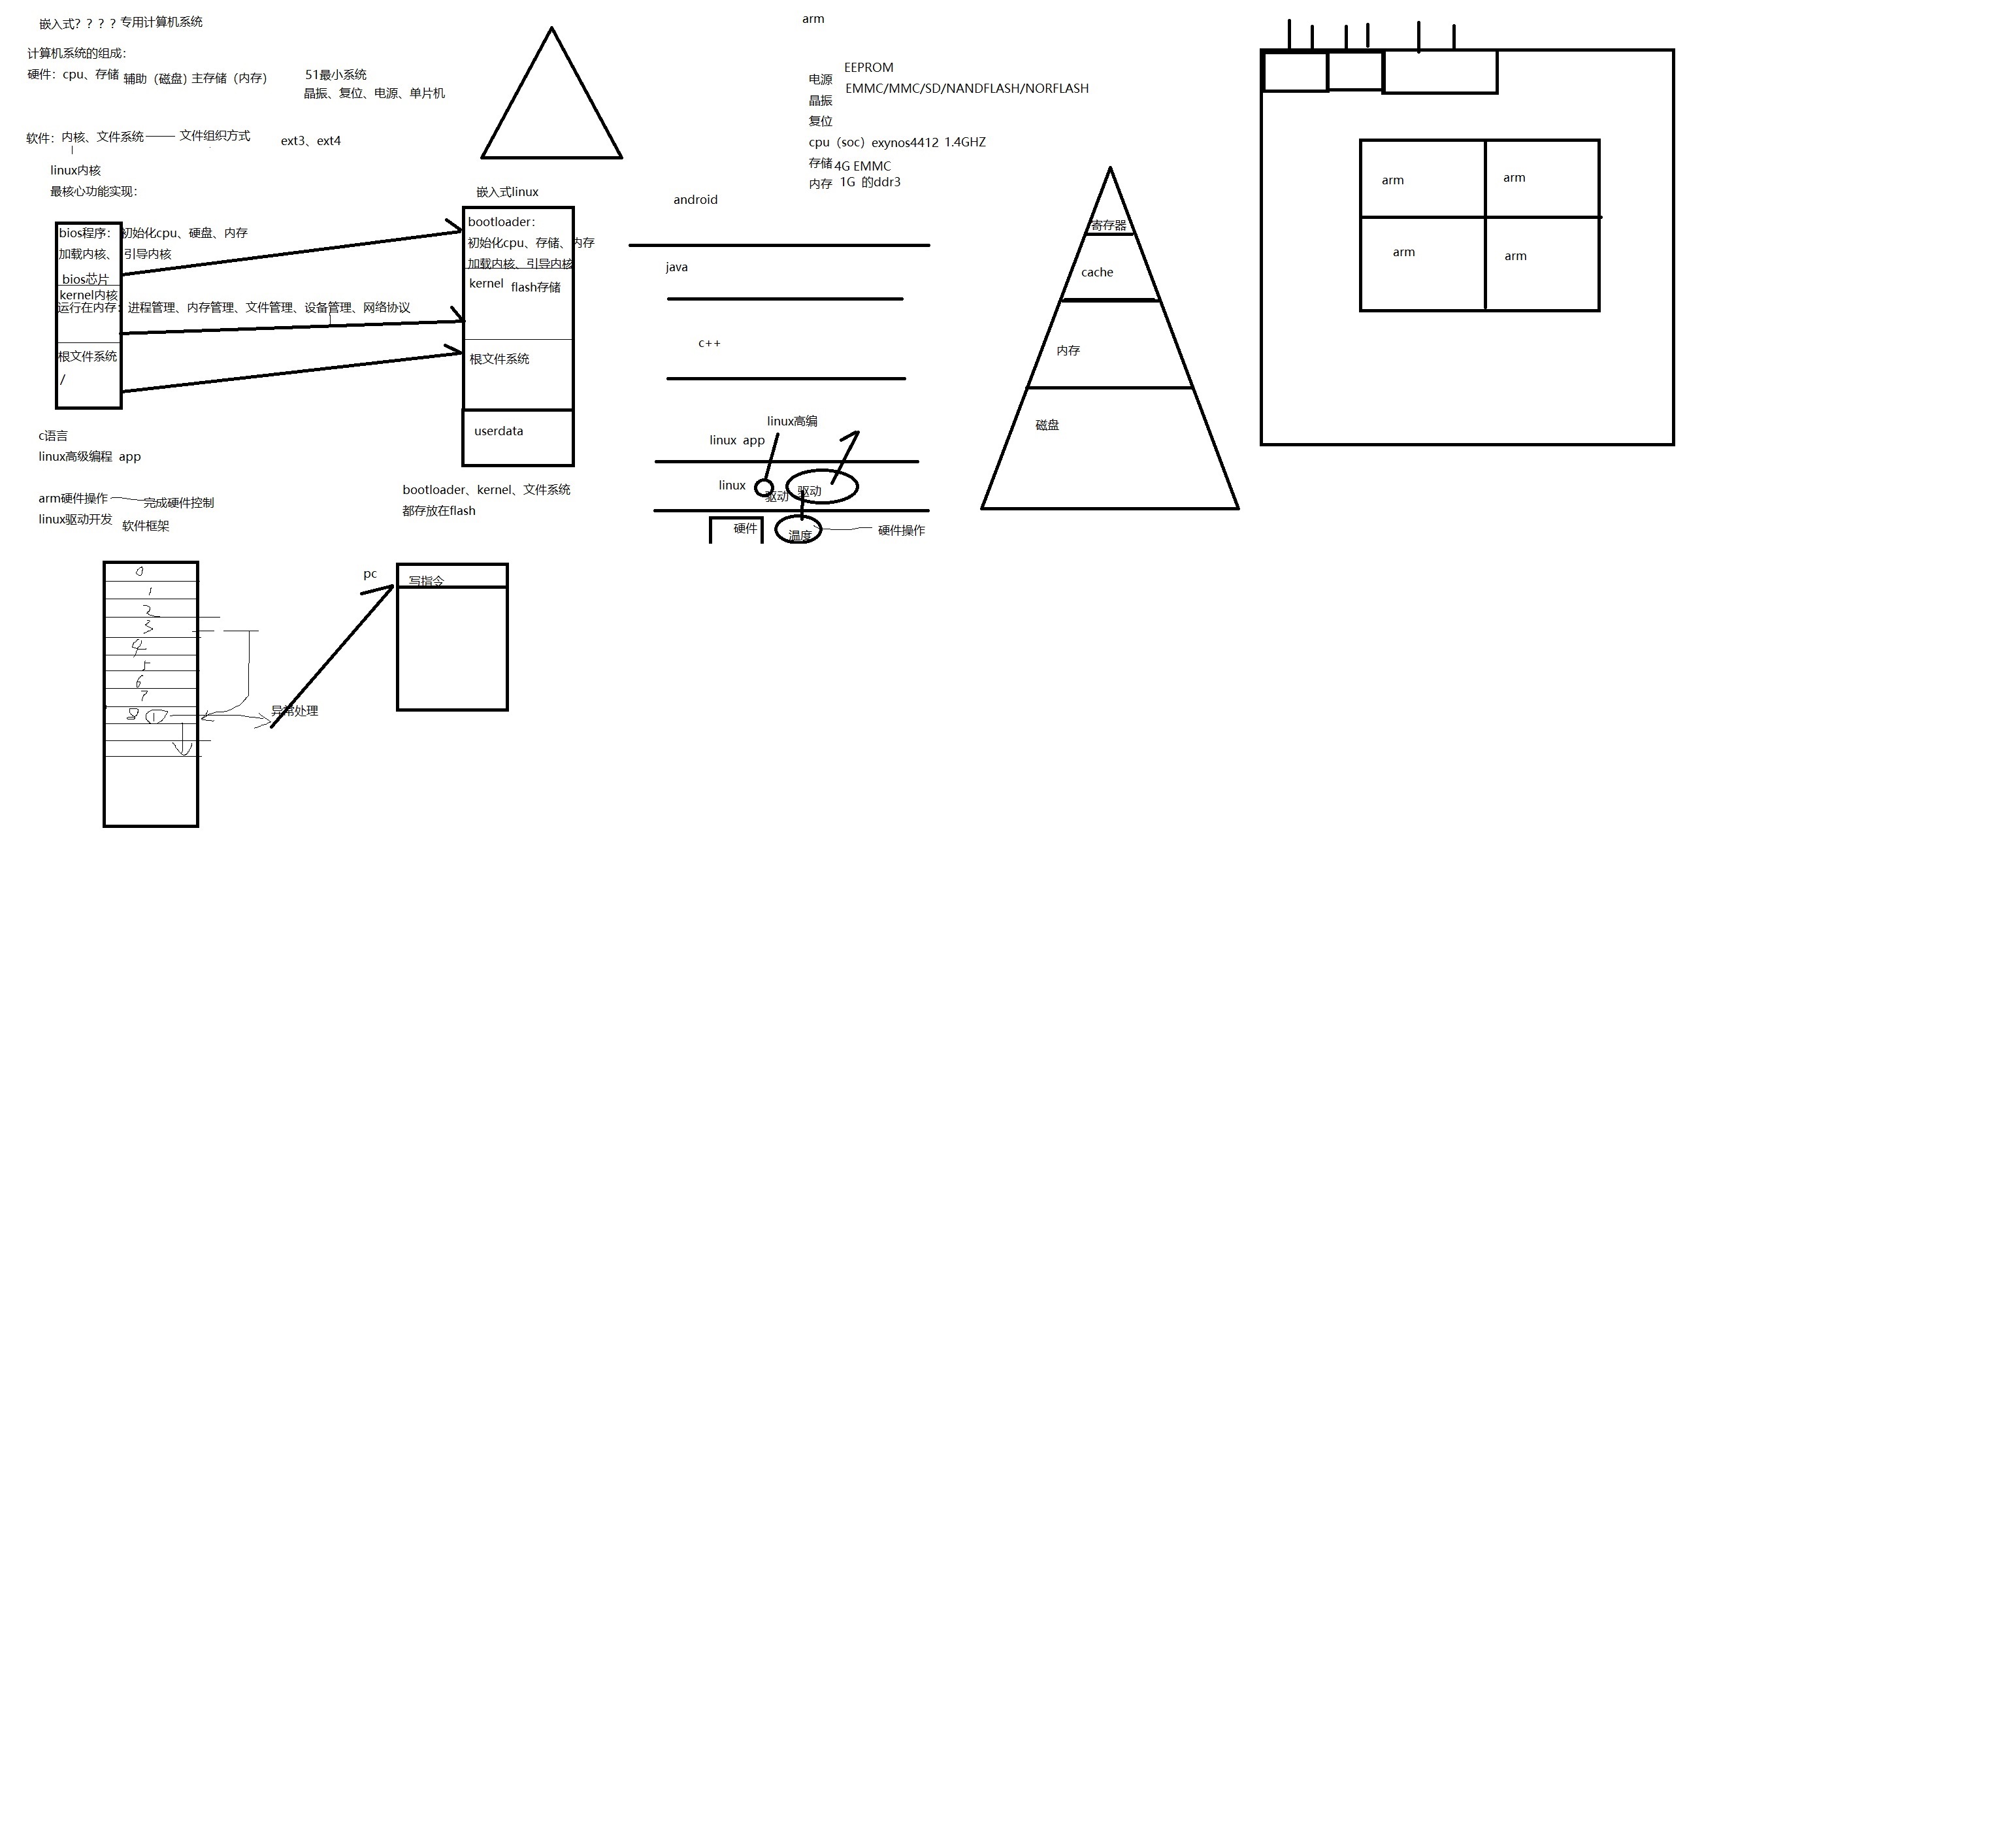 嵌入式？？？？专用计算机系统
计算机系统的组成：
硬件：cpu、存储 辅助（磁盘）主存储（内存）
51最小系统
晶振、复位、电源、单片机
软件：内核、文件系统 文件组织方式
ext3、ext4
linux内核
最核心功能实现：
bios程序：初始化cpu、硬盘、内存
加载内核、引导内核
bios芯片
kernel内核
运行在内存：进程管理、内存管理、文件管理、设备管理、网络协议
根文件系统
/
嵌入式linux
bootloader：
初始化cpu、存储、内存
加载内核、引导内核
kernel flash存储
根文件系统
userdata
bootloader、kernel、文件系统
都存放在flash
c语言
linux高级编程 app
arm硬件操作 完成硬件控制
linux驱动开发 软件框架
0
1
2
3
4
5
6
7
8 1
异常处理
pc
写指令
arm
EEPROM
电源
EMMC/MMC/SD/NANDFLASH/NORFLASH
晶振
复位
cpu（soc）exynos4412 1.4GHZ
存储 4G EMMC
内存 1G 的ddr3
android
java
c++
linux高编
linux app
linux 驱动 驱动
硬件 温度 硬件操作
寄存器
cache
内存
磁盘
arm arm
arm arm